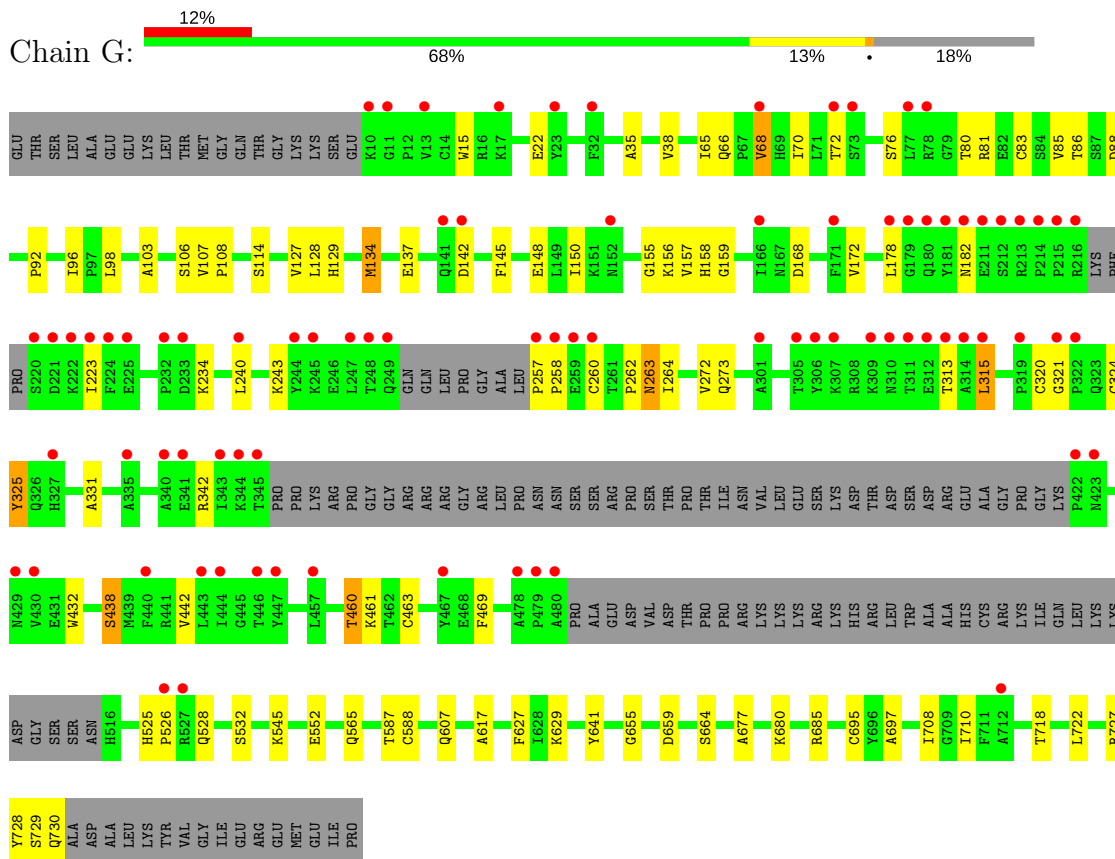 12%
Chain G:
68% 13% • 18%
GLU THR SER LEU ALA GLU GLU LYS LEU THR MET GLY GLN THR GLY LYS LYS SER GLU K10 G11 P12 V13 C14 W15 R16 K17 E22 Y23 F32 A35 V38 I65 Q66 P67 V68 H69 I70 L71 T72 S73 S76 L77 R78 G79 T80 R81 E82 C83 S84 V85 T86 S87 D88
P92 I96 P97 L98 A103 S106 V107 P108 S114 V127 L128 H129 M134 E137 Q141 D142 F145 E148 L149 I150 K151 N152 G155 K156 V157 H158 G159 I166 N167 D168 F171 V172 L178 G179 Q180 Y181 N182 E211 S212 R213 P214 P215 R216 LYS PHE
PRO S220 D221 K222 I223 F224 E225 P232 D233 K234 L240 K243 Y244 K245 E246 L247 T248 Q249 GLN GLN LEU PRO GLY ALA LEU P257 P258 E259 C260 T261 P262 N263 I264 V272 Q273 A301 T305 Y306 K307 R308 K309 N310 T311 E312 T313 A314 L315 P319 C320 G321 P322 Q323 C324
Y325 Q326 H327 A331 A335 A340 E341 R342 I343 K344 T345 PRO PRO LYS ARG PRO GLY GLY ARG ARG ARG GLY ARG LEU PRO ASN ASN SER SER ARG PRO SER THR PRO THR ILE ASN VAL LEU GLU SER LYS ASP THR ASP SER ASP ARG GLU ALA GLY PRO GLY LYS P422 N423
N429 V430 E431 W432 S438 M439 F440 R441 V442 L443 I444 G445 T446 Y447 L457 T460 K461 T462 C463 Y467 E468 F469 A478 P479 A480 PRO ALA GLU ASP VAL ASP THR PRO PRO ARG LYS LYS LYS ARG LYS HIS ARG LEU TRP ALA ALA HIS CYS ARG LYS ILE GLN LEU LYS LYS
ASP GLY SER SER ASN H516 H525 P526 R527 Q528 S532 K545 E552 Q565 T587 C588 Q607 A617 F627 I628 K629 Y641 G655 D659 S664 A677 K680 R685 C695 Y696 A697 I708 G709 I710 F711 A712 T718 L722 R727
Y728 S729 Q730 ALA ASP ALA LEU LYS TYR VAL GLY ILE GLU ARG GLU MET GLU ILE PRO